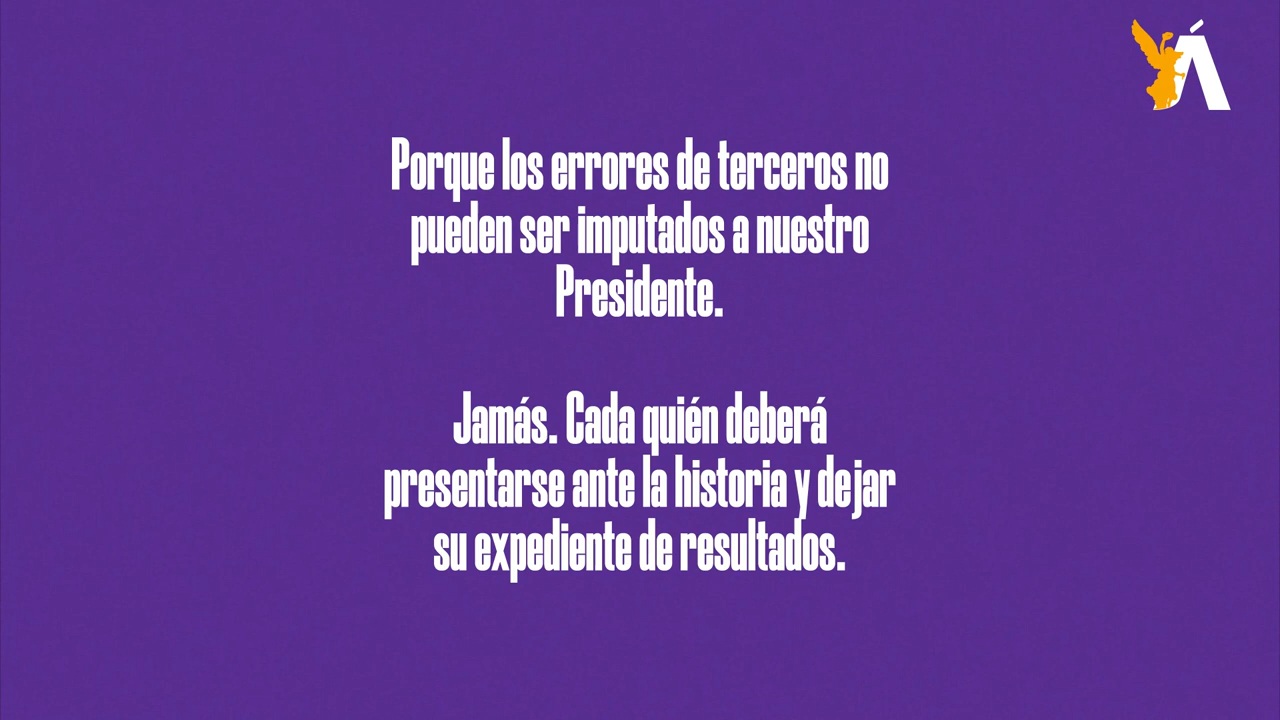 Á
Porque los errores de terceros no
pueden ser imputados a nuestro
Presidente.
Jamás. Cada quién deberá
presentarse ante la historia y dejar
su expediente de resultados.